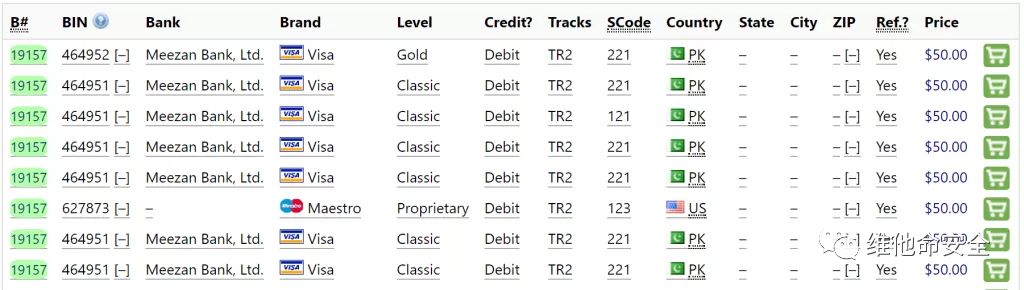 B# BIN Bank Brand Level Credit? Tracks SCode Country State City ZIP Ref.? Price
19157 464952 [–] Meezan Bank, Ltd. VISA Visa Gold Debit TR2 221 PK – – – [–] Yes $50.00
19157 464951 [–] Meezan Bank, Ltd. VISA Visa Classic Debit TR2 221 PK – – – [–] Yes $50.00
19157 464951 [–] Meezan Bank, Ltd. VISA Visa Classic Debit TR2 121 PK – – – [–] Yes $50.00
19157 464951 [–] Meezan Bank, Ltd. VISA Visa Classic Debit TR2 221 PK – – – [–] Yes $50.00
19157 464951 [–] Meezan Bank, Ltd. VISA Visa Classic Debit TR2 221 PK – – – [–] Yes $50.00
19157 627873 [–] – Maestro Proprietary Debit TR2 123 US – – – [–] Yes $50.00
19157 464951 [–] Meezan Bank, Ltd. VISA Visa Classic Debit TR2 221 PK – – – [–] Yes $50.00
维他命安全
19157 464951 [–] Meezan Bank, Ltd. VISA Visa Classic Debit TR2 221 PK – – – [–] Yes $50.00